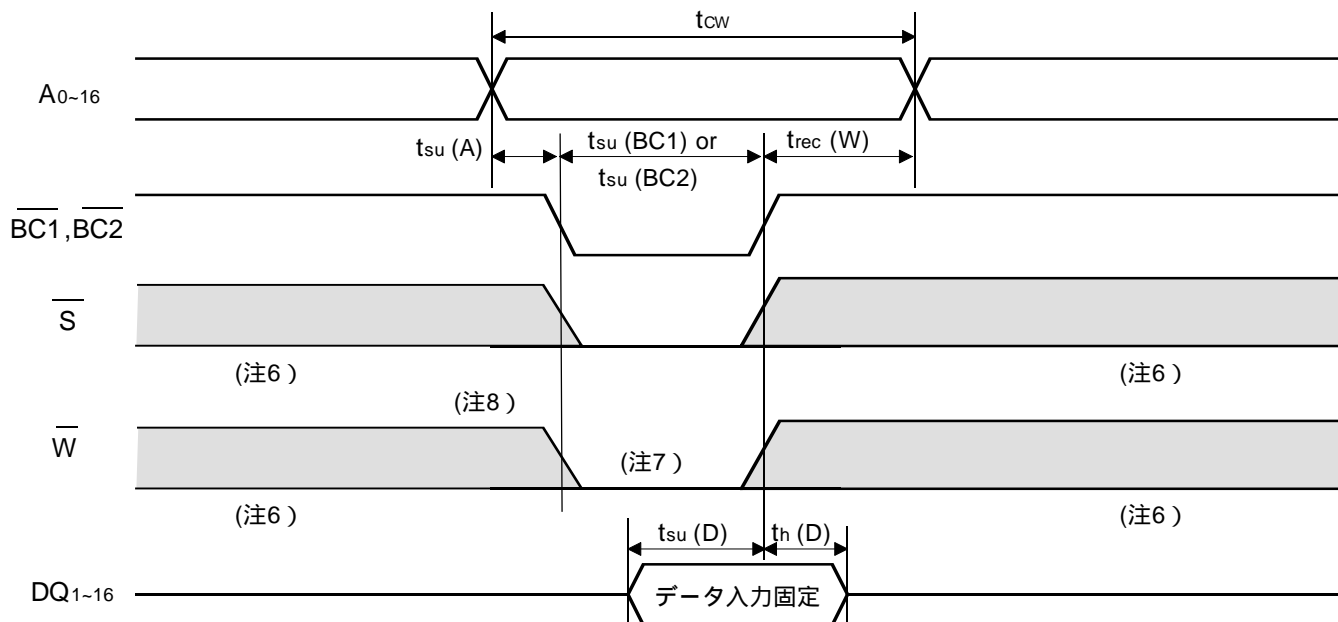 tCW
A0~16
tsu (A)
tsu (BC1) or
tsu (BC2)
trec (W)
BC1,BC2
S
(注6）
(注6）
(注8）
W
(注7）
(注6）
(注6）
tsu (D)
th (D)
DQ1~16
データ入力固定